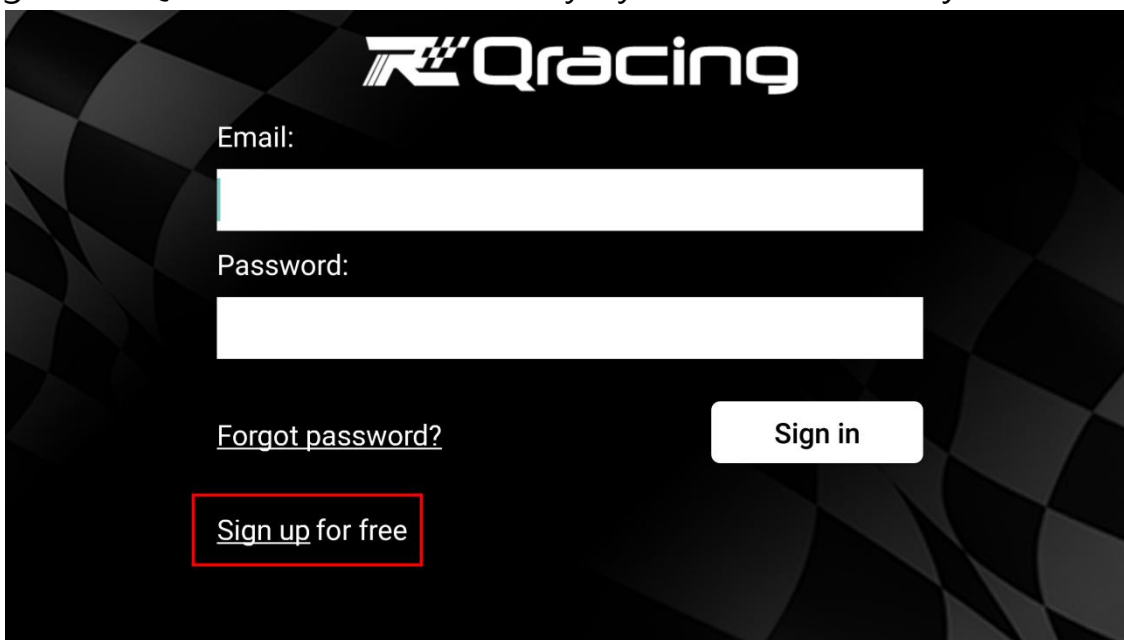 Qracing
Email:
Password:
Forgot password?
Sign in
Sign up for free